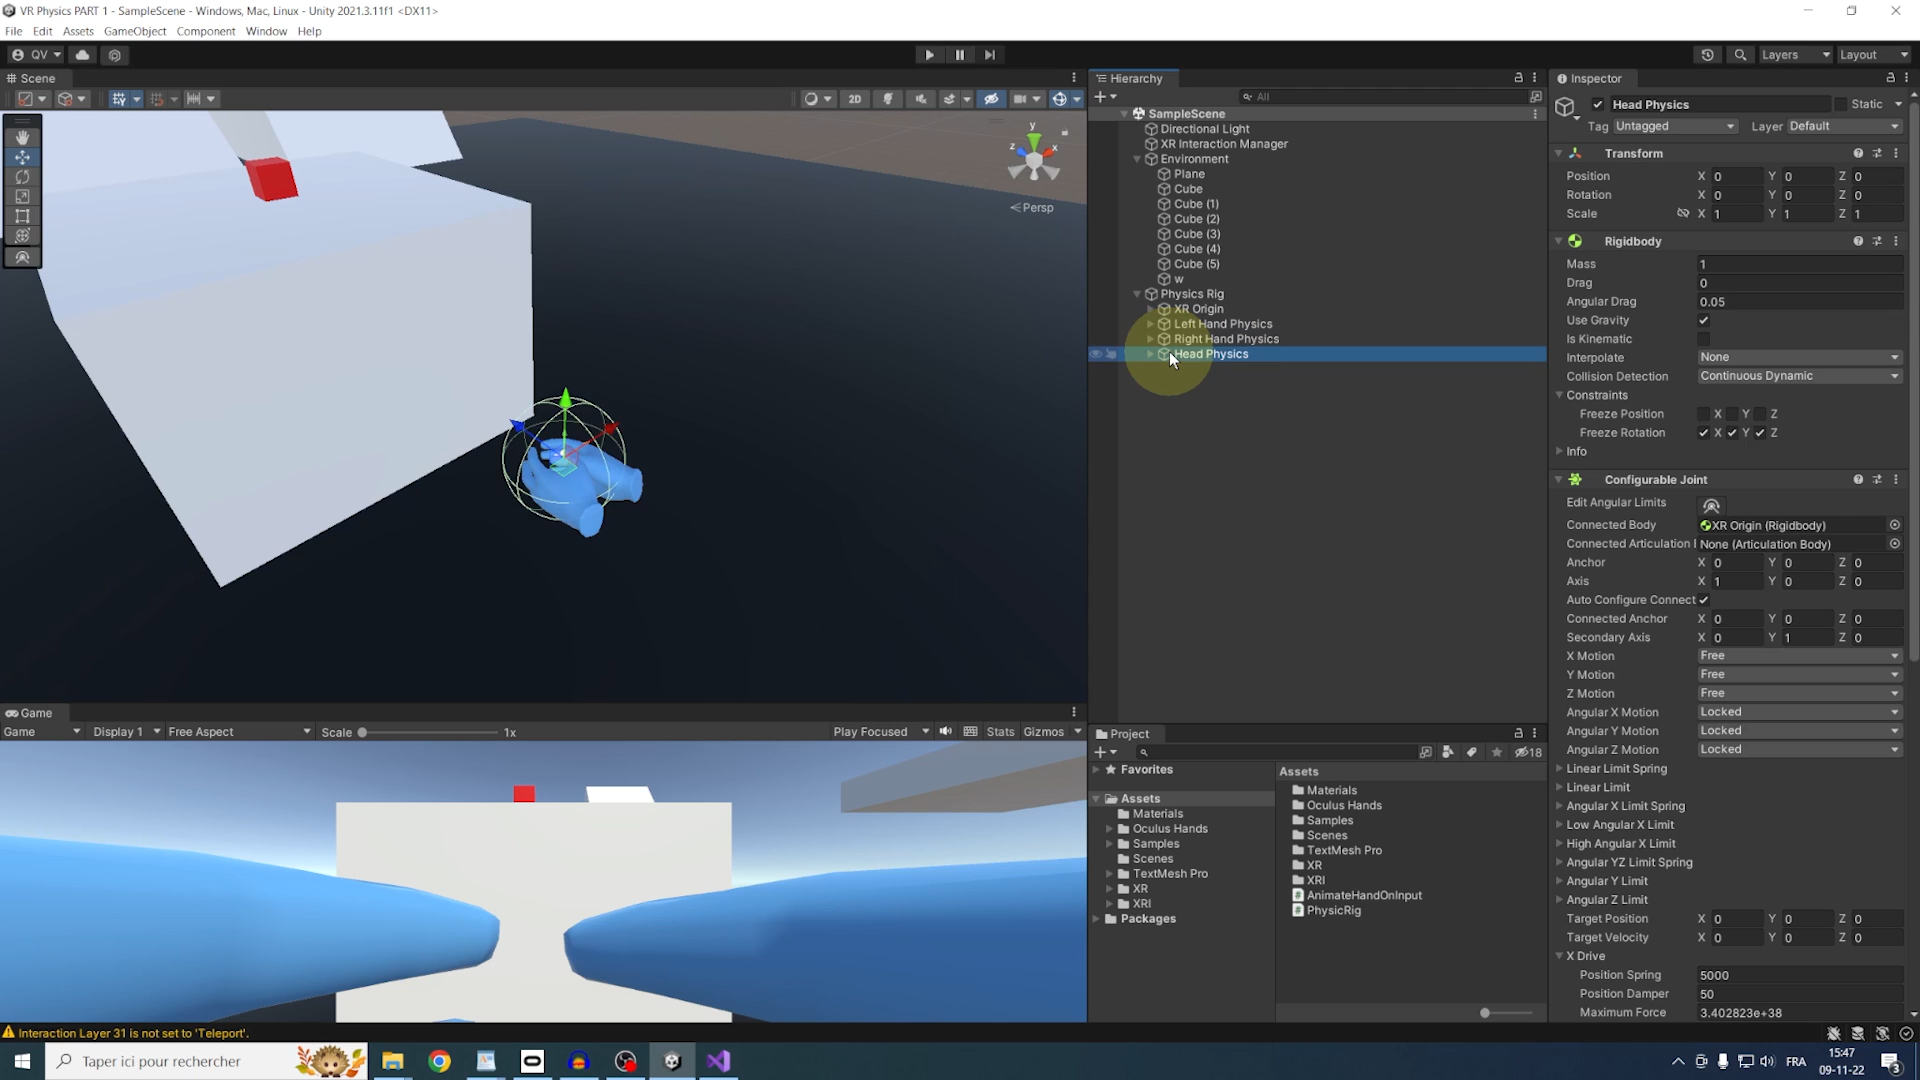 VR Physics PART 1 - SampleScene - Windows, Mac, Linux - Unity 2021.3.11f1 <DX11>
File Edit Assets GameObject Component Window Help
QV
Layers
Layout
Scene
2D
y
z
x
Persp
Hierarchy
All
SampleScene
Directional Light
XR Interaction Manager
Environment
Plane
Cube
Cube (1)
Cube (2)
Cube (3)
Cube (4)
Cube (5)
w
Physics Rig
XR Origin
Left Hand Physics
Right Hand Physics
Head Physics
Inspector
Head Physics Static
Tag Untagged Layer Default
Transform
Position X 0 Y 0 Z 0
Rotation X 0 Y 0 Z 0
Scale X 1 Y 1 Z 1
Rigidbody
Mass 1
Drag 0
Angular Drag 0.05
Use Gravity
Is Kinematic
Interpolate None
Collision Detection Continuous Dynamic
Constraints
Freeze Position X Y Z
Freeze Rotation X Y Z
Info
Configurable Joint
Edit Angular Limits
Connected Body XR Origin (Rigidbody)
Connected Articulation None (Articulation Body)
Anchor X 0 Y 0 Z 0
Axis X 1 Y 0 Z 0
Auto Configure Connect
Connected Anchor X 0 Y 0 Z 0
Secondary Axis X 0 Y 1 Z 0
X Motion Free
Y Motion Free
Z Motion Free
Angular X Motion Locked
Angular Y Motion Locked
Angular Z Motion Locked
Linear Limit Spring
Linear Limit
Angular X Limit Spring
Low Angular X Limit
High Angular X Limit
Angular YZ Limit Spring
Angular Y Limit
Angular Z Limit
Target Position X 0 Y 0 Z 0
Target Velocity X 0 Y 0 Z 0
X Drive
Position Spring 5000
Position Damper 50
Maximum Force 3.402823e+38
Game
Game Display 1 Free Aspect Scale 1x Play Focused Stats Gizmos
Project
18
Favorites
Assets
Materials
Oculus Hands
Samples
Scenes
TextMesh Pro
XR
XRI
Packages
Assets
Materials
Oculus Hands
Samples
Scenes
TextMesh Pro
XR
XRI
AnimateHandOnInput
PhysicRig
Interaction Layer 31 is not set to 'Teleport'.
Taper ici pour rechercher
FRA
15:47
09-11-22
3